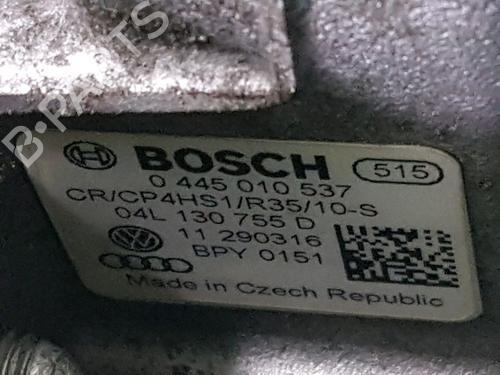 B-PARTS
BOSCH
515
0 445 010 537
CR/CP4HS1/R35/10-S
04L 130 755 D
11 290316
BPY 0151
Made in Czech Republic